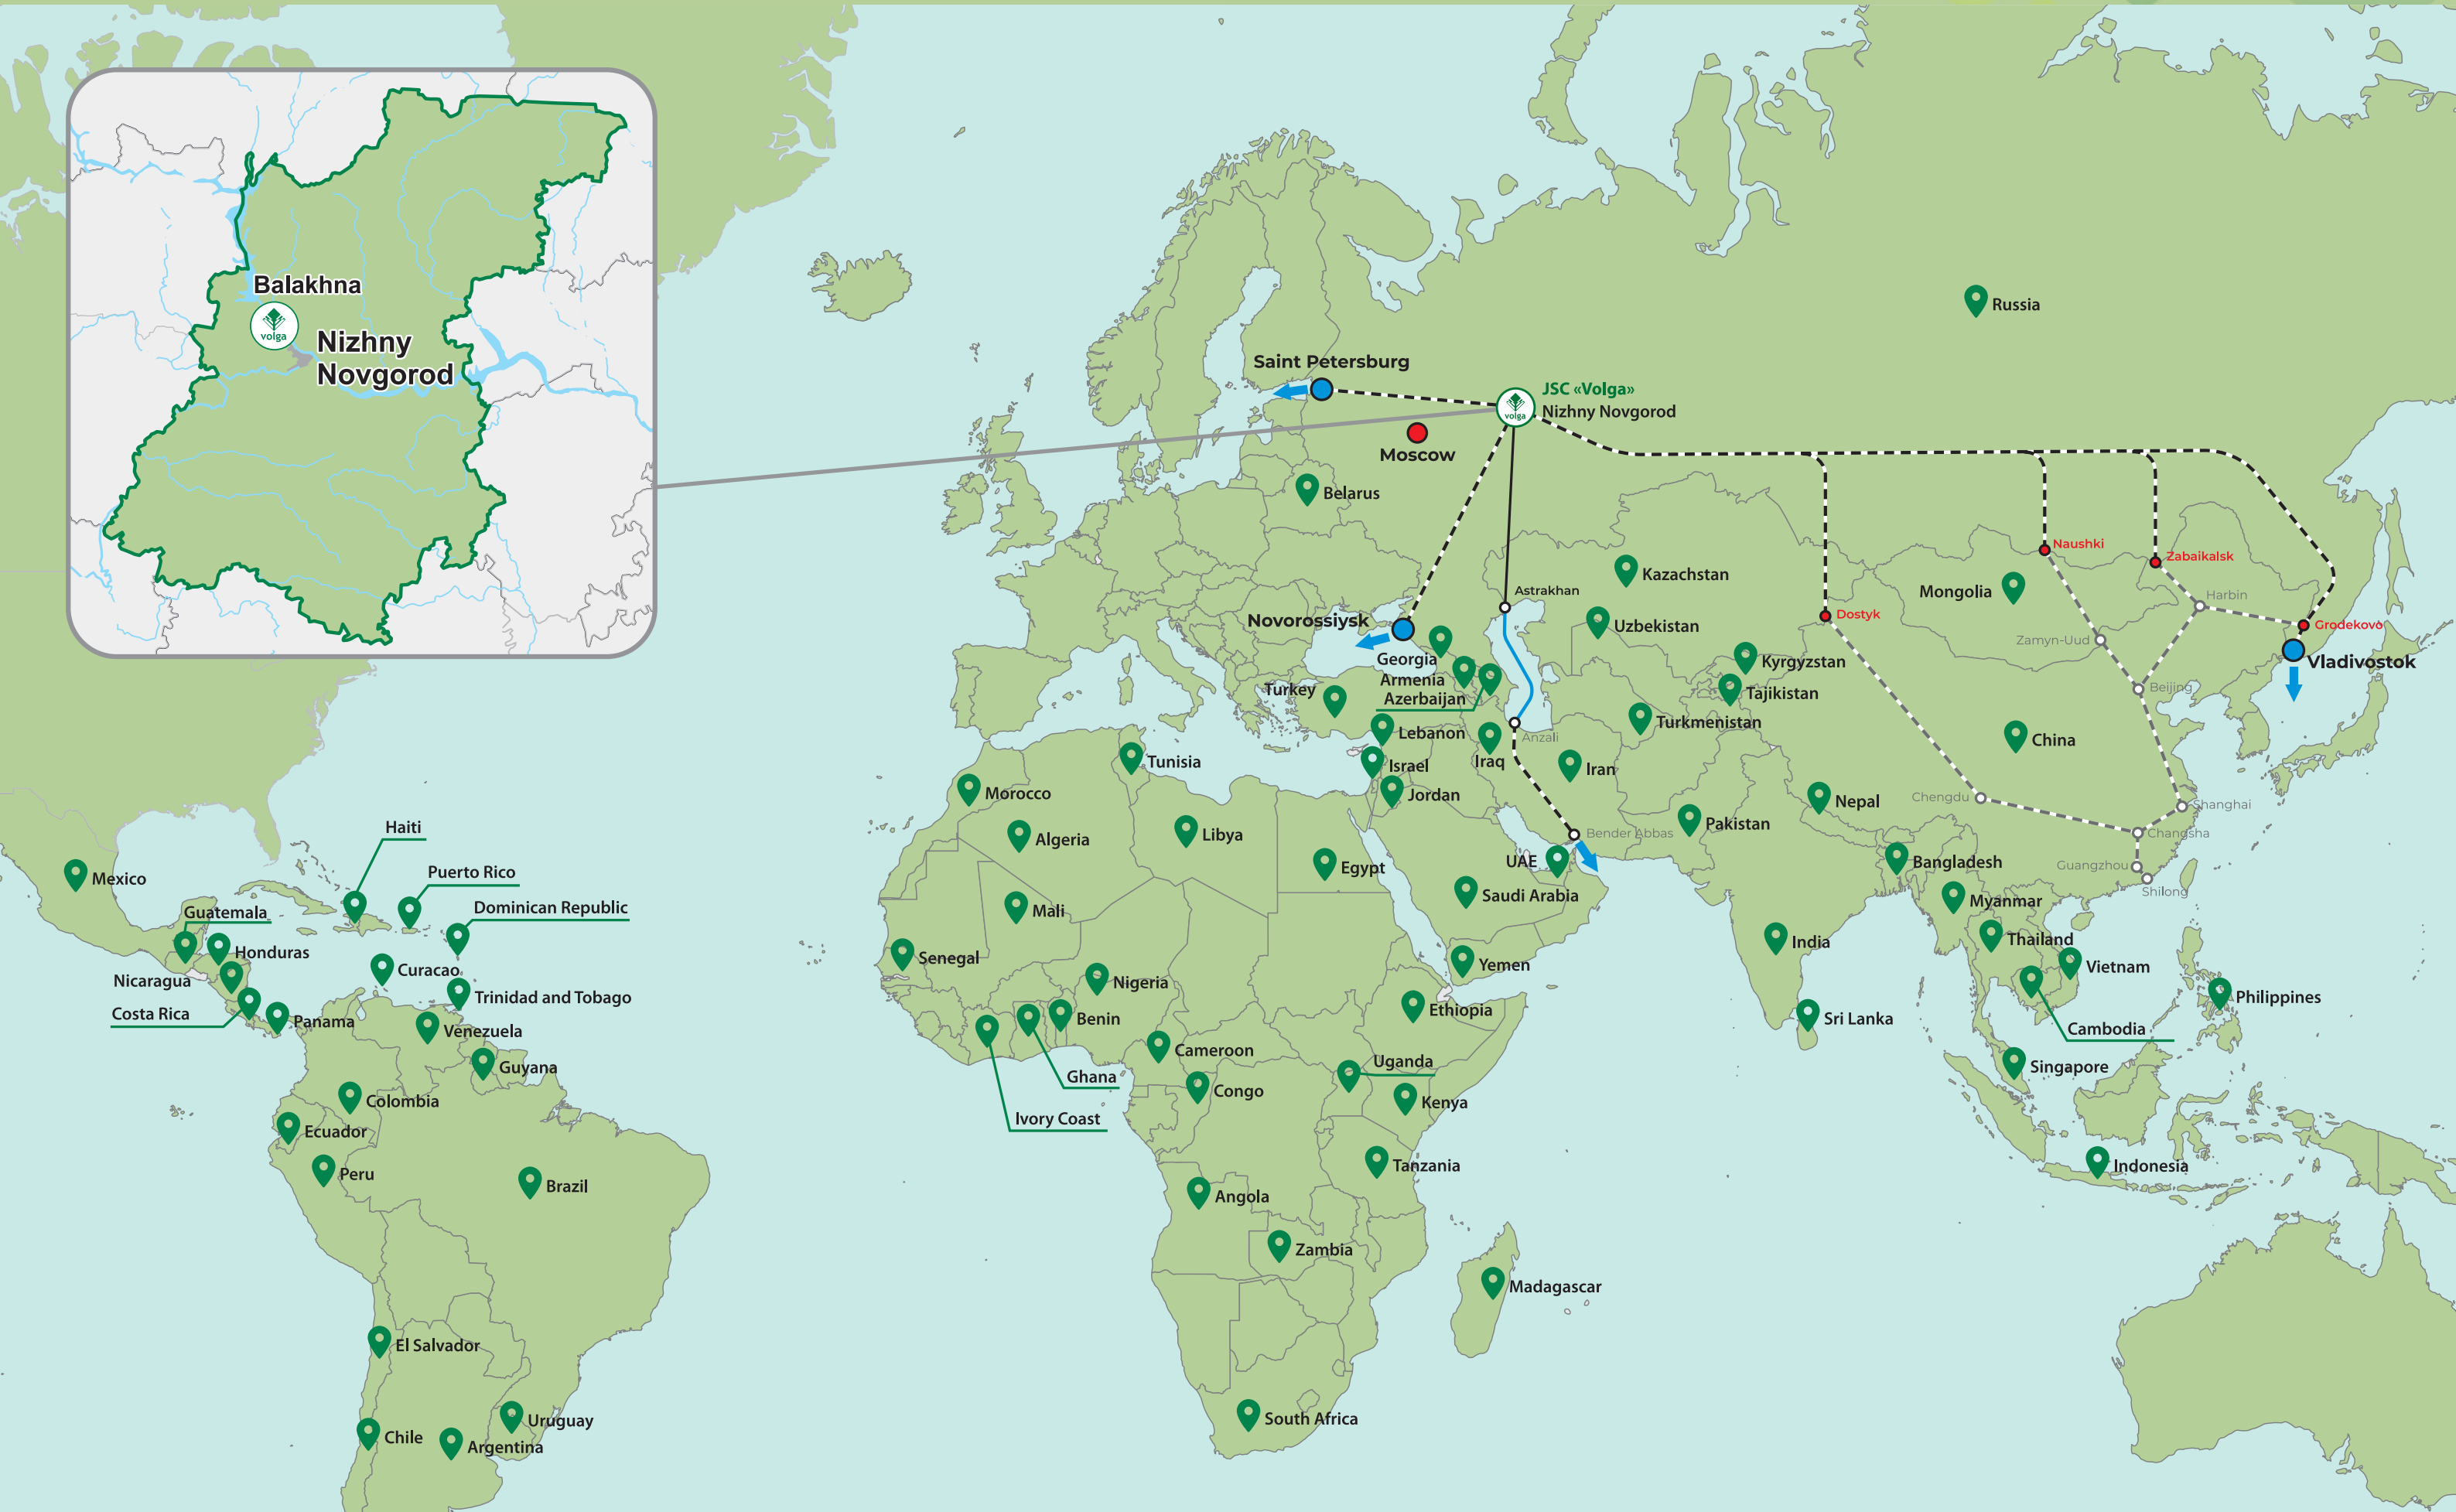 Balakhna
volga
Nizhny
Novgorod
Russia
Saint Petersburg
JSC «Volga»
volga
Nizhny Novgorod
Moscow
Belarus
Naushki
Zabaikalsk
Kazachstan
Mongolia
Astrakhan
Harbin
Dostyk
Novorossiysk
Uzbekistan
Grodekovo
Zamyn-Uud
Georgia
Kyrgyzstan
Vladivostok
Armenia
Turkey
Tajikistan
Beijing
Azerbaijan
Turkmenistan
Lebanon
Anzali
China
Tunisia
Israel
Iraq
Iran
Morocco
Jordan
Nepal
Chengdu
Shanghai
Haiti
Algeria
Libya
Pakistan
Bender Abbas
Changsha
Mexico
Puerto Rico
Egypt
UAE
Bangladesh
Guangzhou
Saudi Arabia
Shilong
Guatemala
Dominican Republic
Mali
Myanmar
Honduras
Senegal
India
Thailand
Nicaragua
Curacao
Nigeria
Yemen
Vietnam
Costa Rica
Trinidad and Tobago
Philippines
Panama
Venezuela
Benin
Ethiopia
Sri Lanka
Cambodia
Guyana
Cameroon
Uganda
Singapore
Ghana
Colombia
Congo
Kenya
Ecuador
Ivory Coast
Peru
Brazil
Tanzania
Indonesia
Angola
Zambia
Madagascar
El Salvador
Uruguay
South Africa
Chile
Argentina